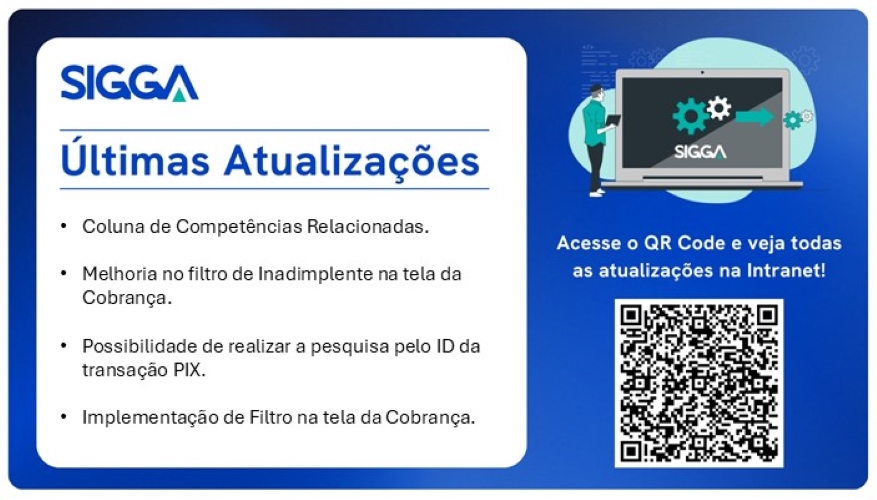 SIGGA
Últimas Atualizações
• Coluna de Competências Relacionadas.
• Melhoria no filtro de Inadimplente na tela da
Cobrança.
• Possibilidade de realizar a pesquisa pelo ID da
transação PIX.
• Implementação de Filtro na tela da Cobrança.
SIGGA
Acesse o QR Code e veja todas
as atualizações na Intranet!